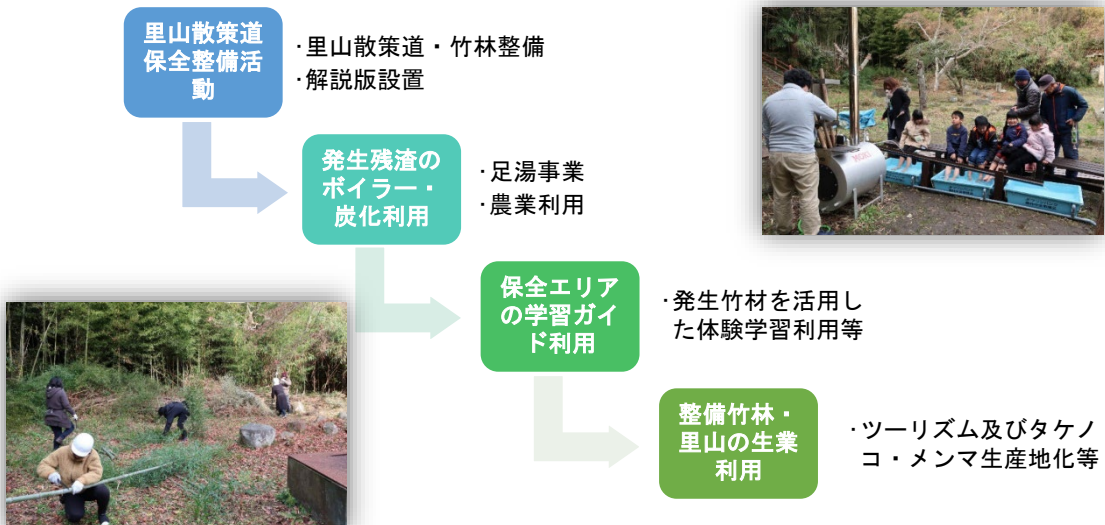 里山散策道
保全整備活
動
・里山散策道・竹林整備
・解説版設置
発生残渣の
ボイラー・
炭化利用
・足湯事業
・農業利用
保全エリア
の学習ガイ
ド利用
・発生竹材を活用し
た体験学習利用等
整備竹林・
里山の生業
利用
・ツーリズム及びタケノ
コ・メンマ生産地化等